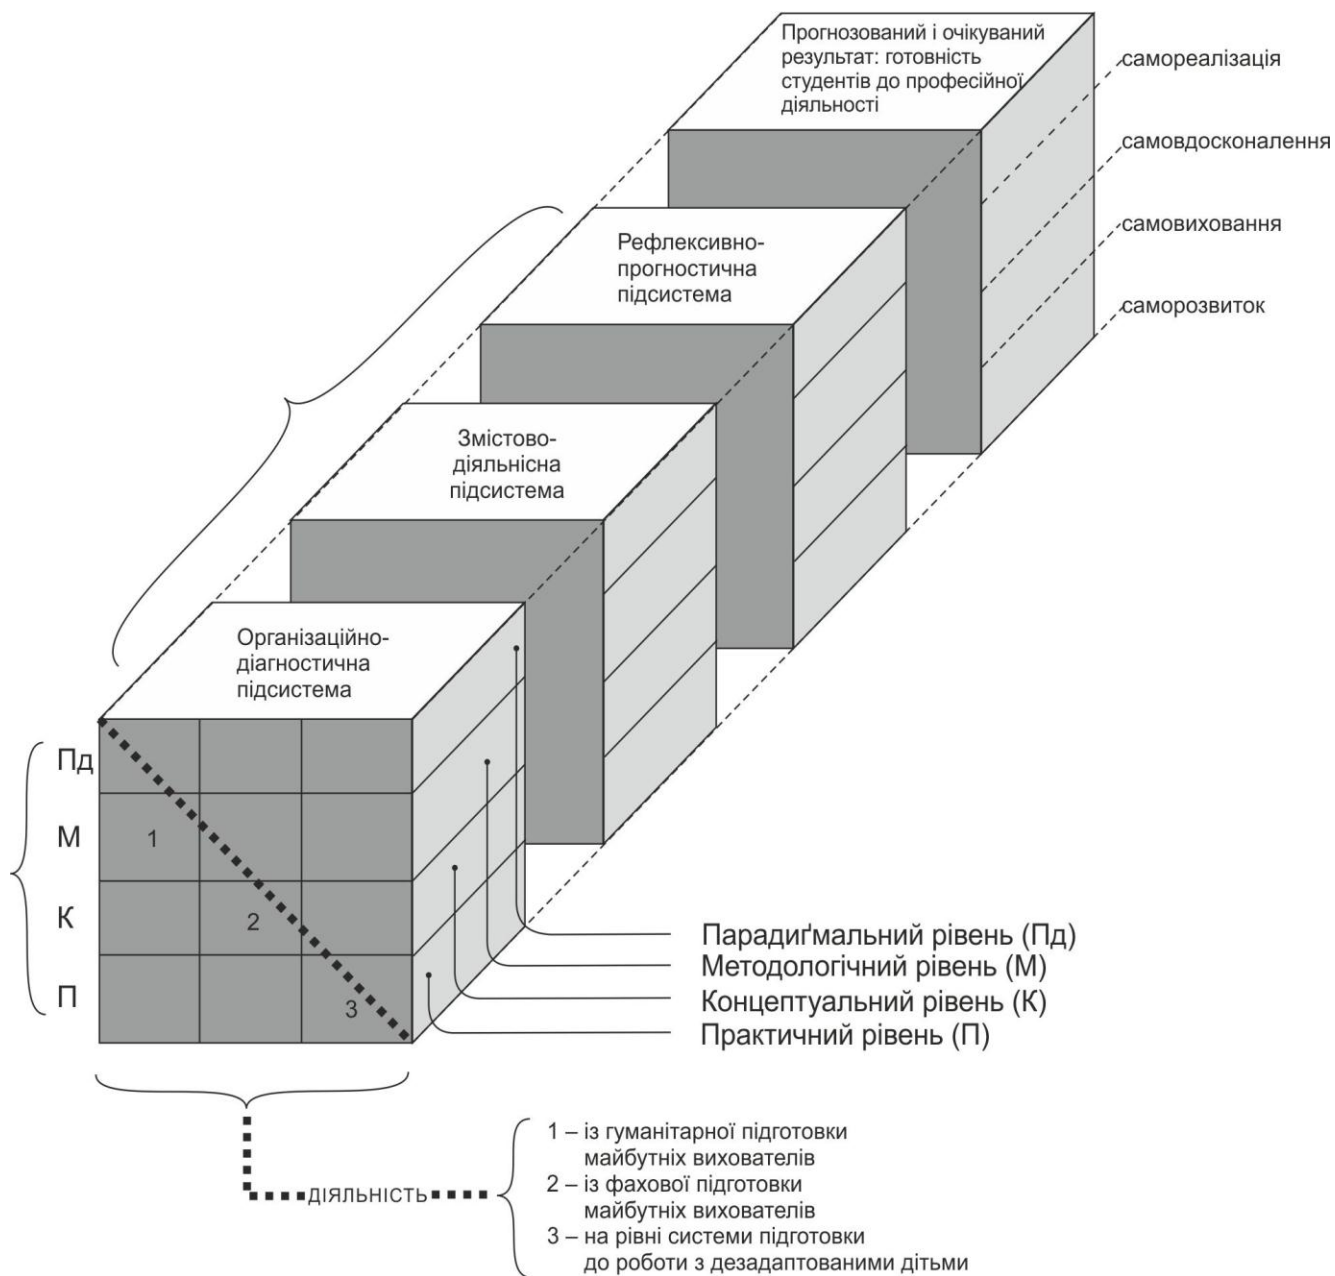 Прогнозований і очікуваний
результат: готовність
студентів до професійної
діяльності
самореалізація
самовдосконалення
самовиховання
саморозвиток
Рефлексивно-
прогностична
підсистема
Змістово-
діяльнісна
підсистема
Організаційно-
діагностична
підсистема
Пд
М
К
П
1
2
3
Парадиґмальний рівень (Пд)
Методологічний рівень (М)
Концептуальний рівень (К)
Практичний рівень (П)
ДІЯЛЬНІСТЬ
1 – із гуманітарної підготовки
майбутніх вихователів
2 – із фахової підготовки
майбутніх вихователів
3 – на рівні системи підготовки
до роботи з дезадаптованими дітьми